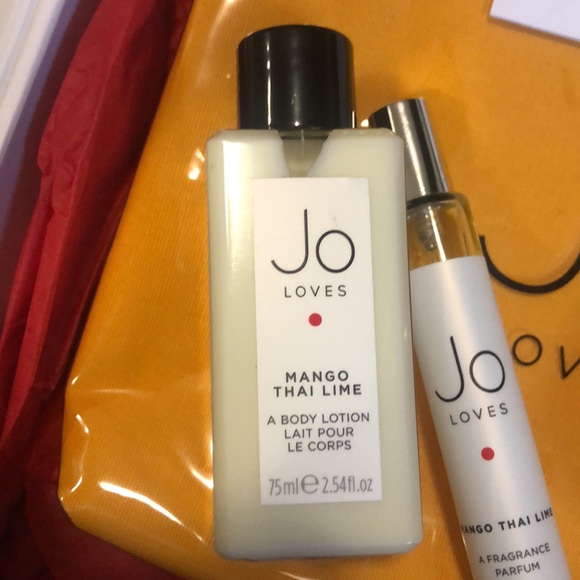 Jo
LOVES
MANGO
THAI LIME
A BODY LOTION
LAIT POUR
LE CORPS
75ml e 2.54fl.oz
Jo
LOVES
MANGO THAI LIME
A FRAGRANCE
PARFUM